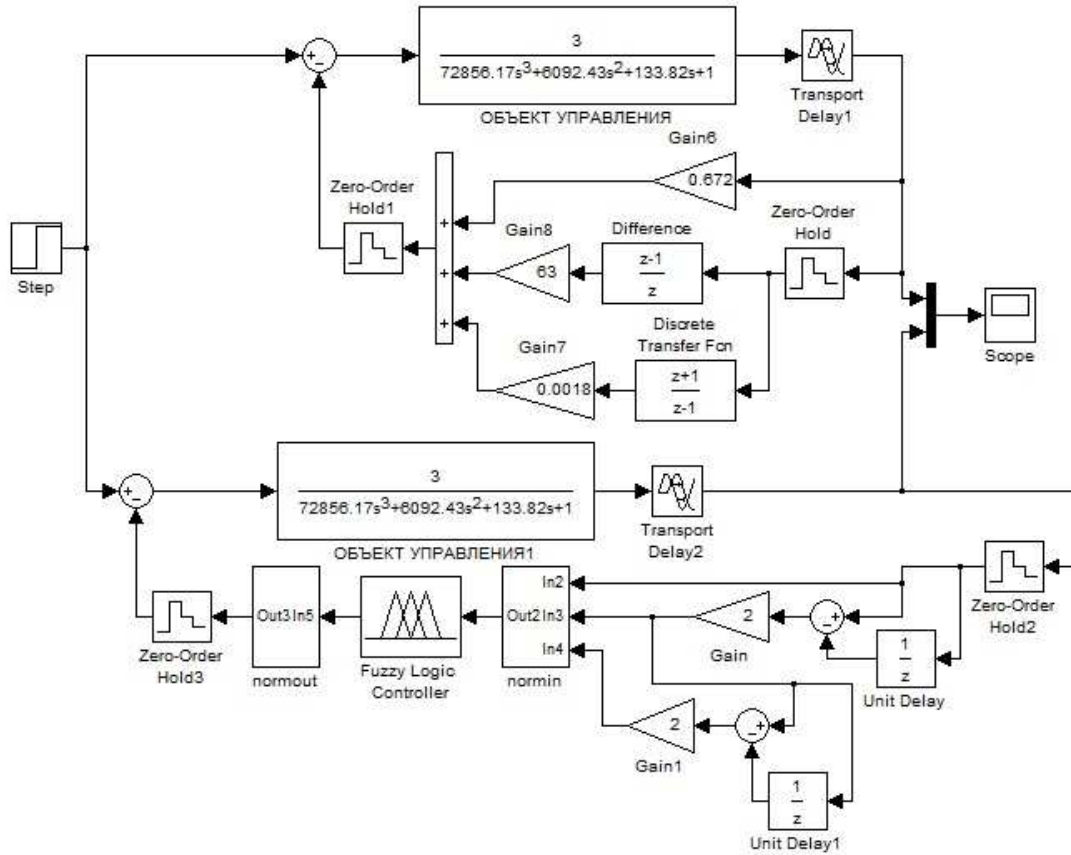 3
72856.17s³+6092.43s²+133.82s+1
ОБЪЕКТ УПРАВЛЕНИЯ
Transport
Delay1
+
-
Gain6
0.672
Zero-Order
Hold1
Gain8
63
Difference
z-1
z
Zero-Order
Hold
+
+
+
Step
Gain7
0.0018
Discrete
Transfer Fcn
z+1
z-1
Scope
+
-
3
72856.17s³+6092.43s²+133.82s+1
ОБЪЕКТ УПРАВЛЕНИЯ1
Transport
Delay2
Zero-Order
Hold2
Zero-Order
Hold3
Out3 In5
normout
Fuzzy Logic
Controller
In2
Out2 In3
In4
normin
2
Gain
-
+
1
z
Unit Delay
2
Gain1
-
+
1
z
Unit Delay1